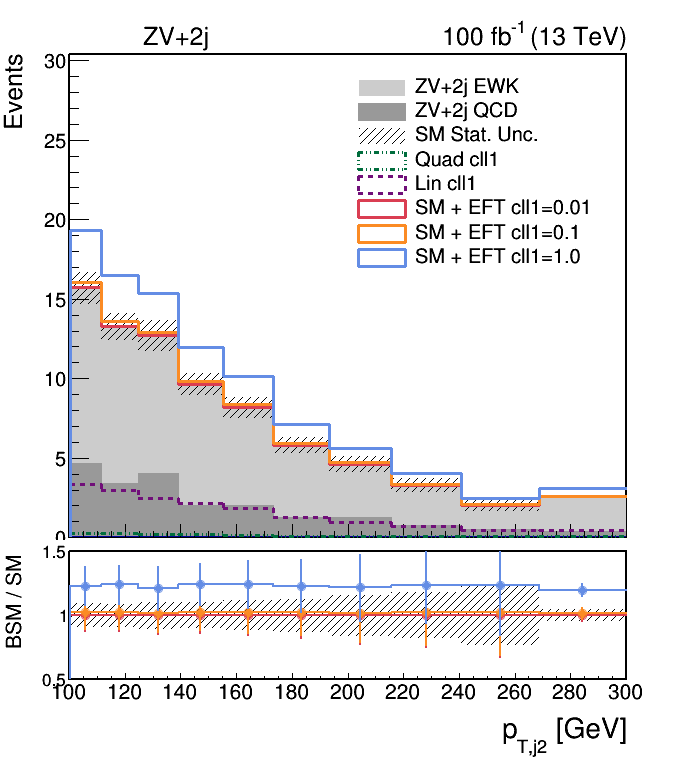 ZV+2j
100 fb-1 (13 TeV)
Events
30
25
20
15
10
5
0
ZV+2j EWK
ZV+2j QCD
SM Stat. Unc.
Quad cll1
Lin cll1
SM + EFT cll1=0.01
SM + EFT cll1=0.1
SM + EFT cll1=1.0
BSM / SM
1.5
1
0.5
100 120 140 160 180 200 220 240 260 280 300
pT,j2 [GeV]